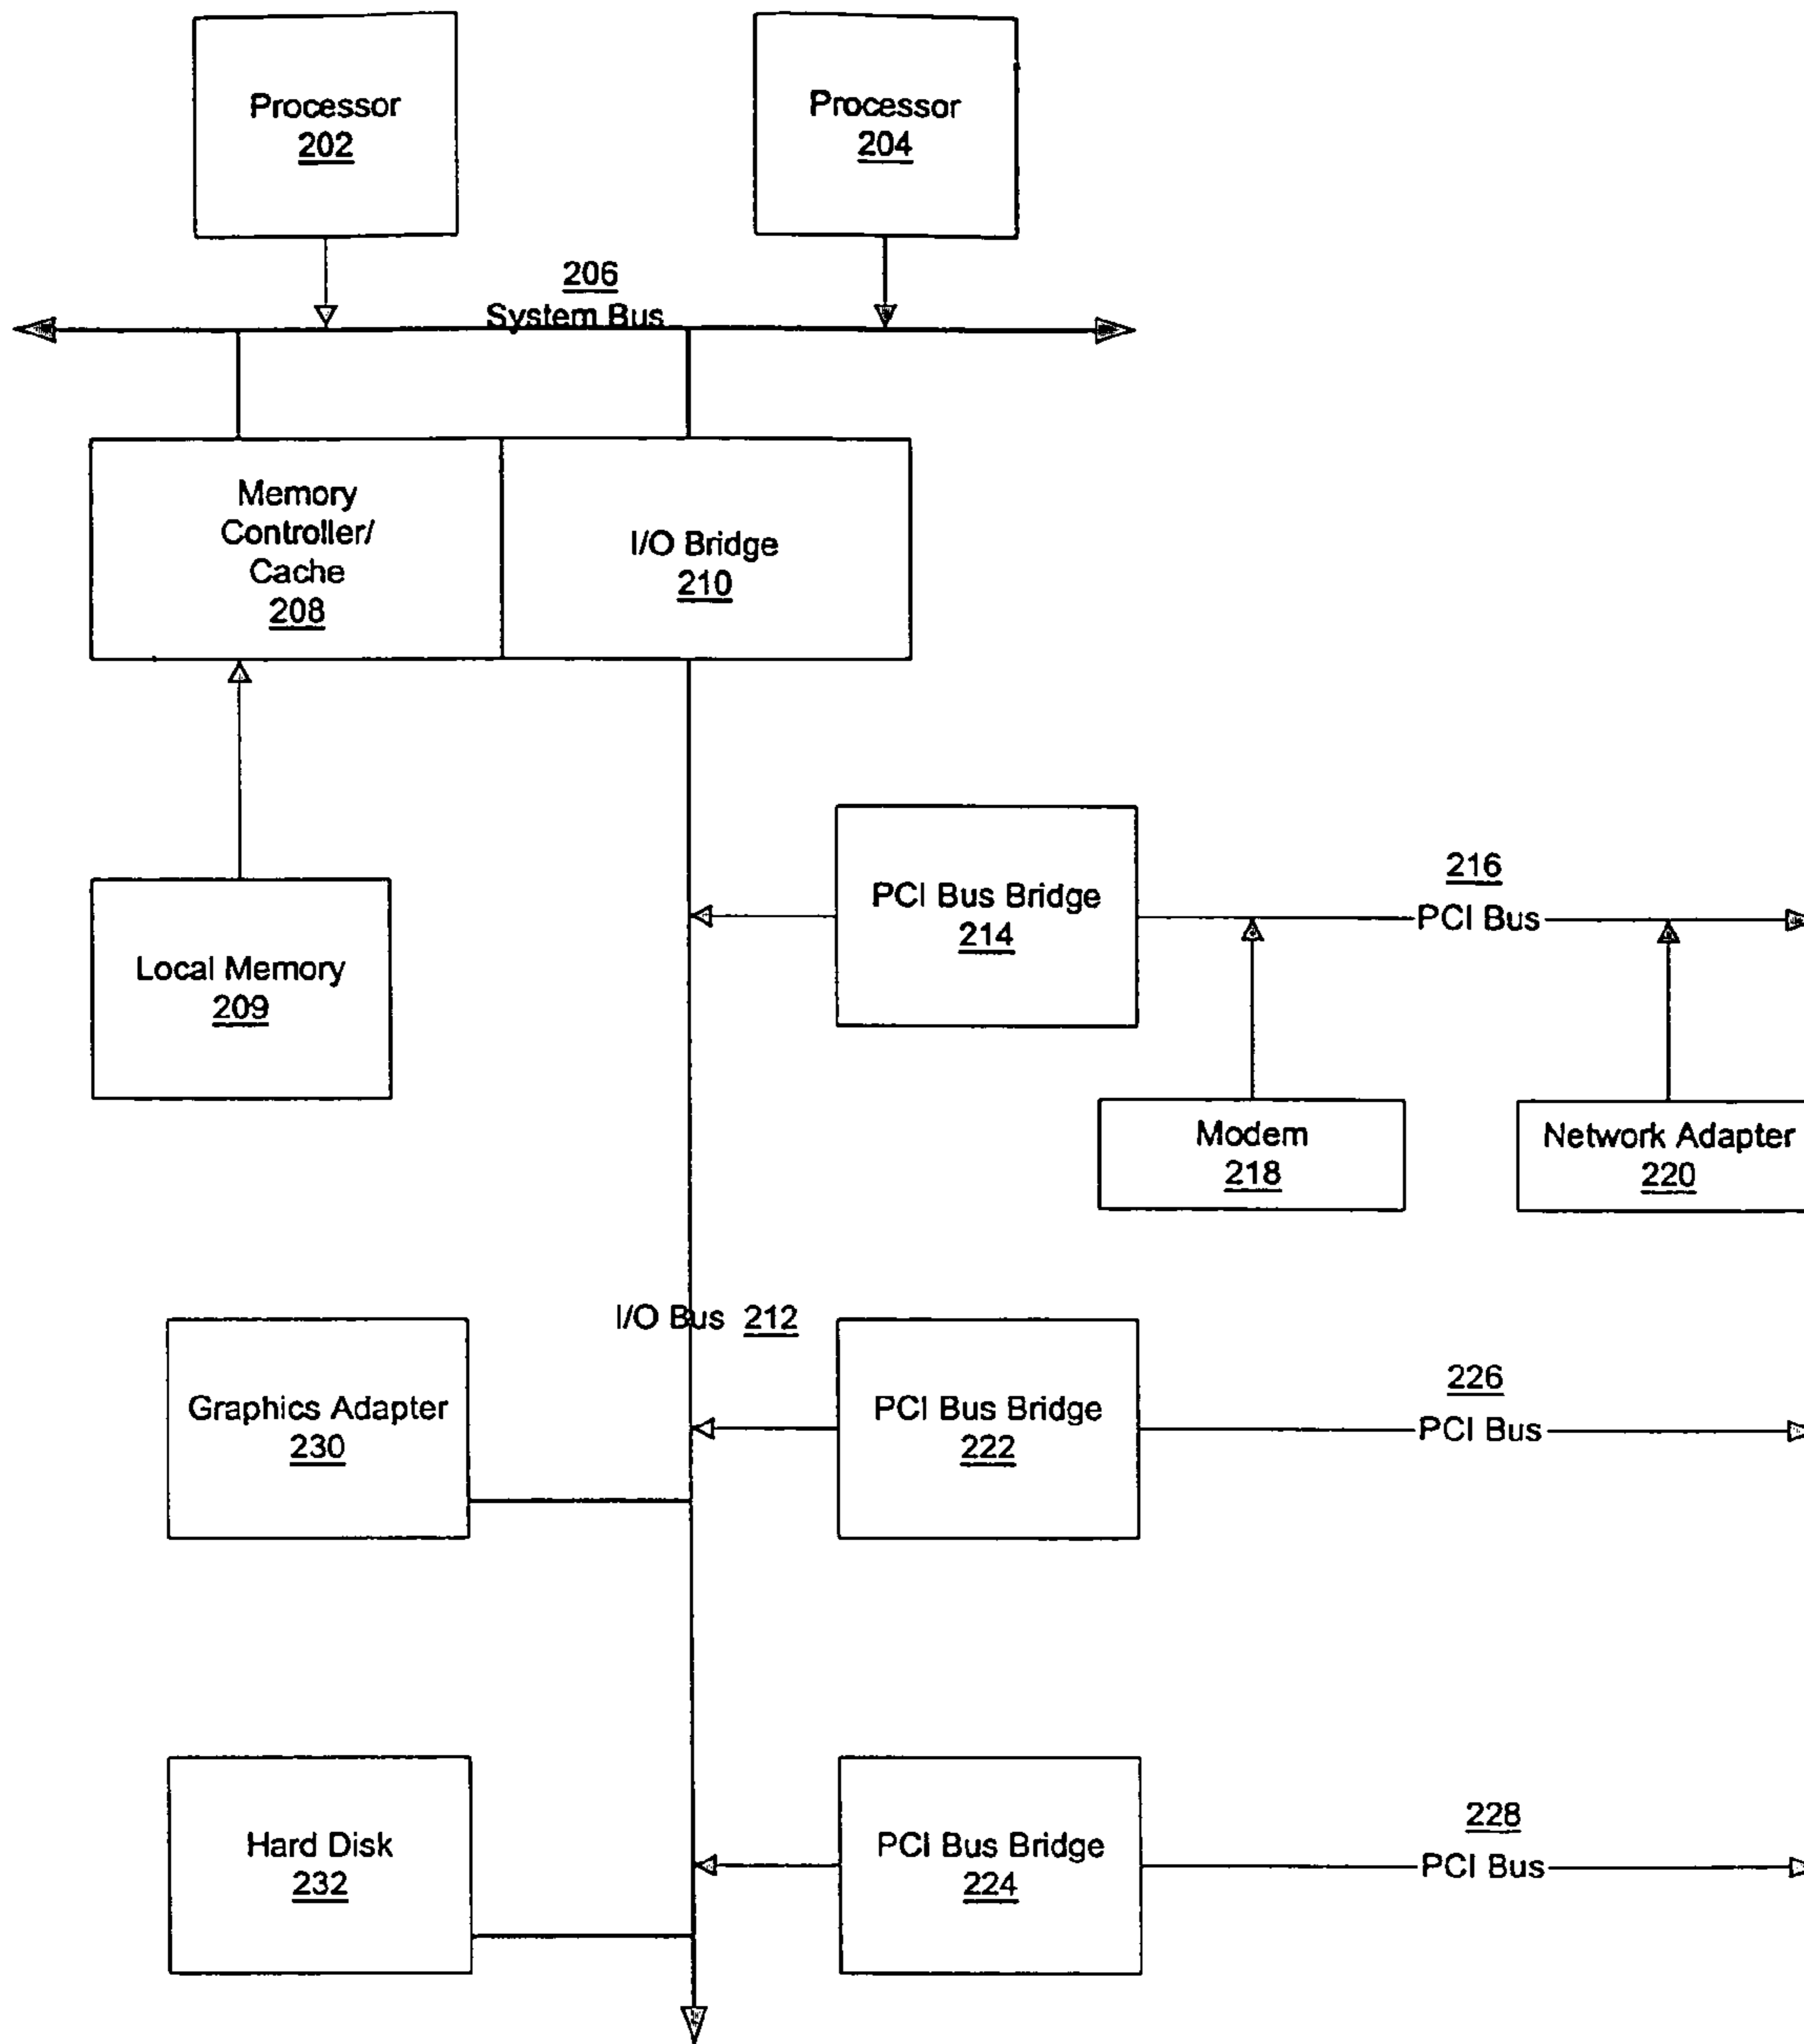 Processor
202
Processor
204
206
System Bus
Memory
Controller/
Cache
208
I/O Bridge
210
Local Memory
209
PCI Bus Bridge
214
216
PCI Bus
Modem
218
Network Adapter
220
I/O Bus 212
Graphics Adapter
230
PCI Bus Bridge
222
226
PCI Bus
Hard Disk
232
PCI Bus Bridge
224
228
PCI Bus